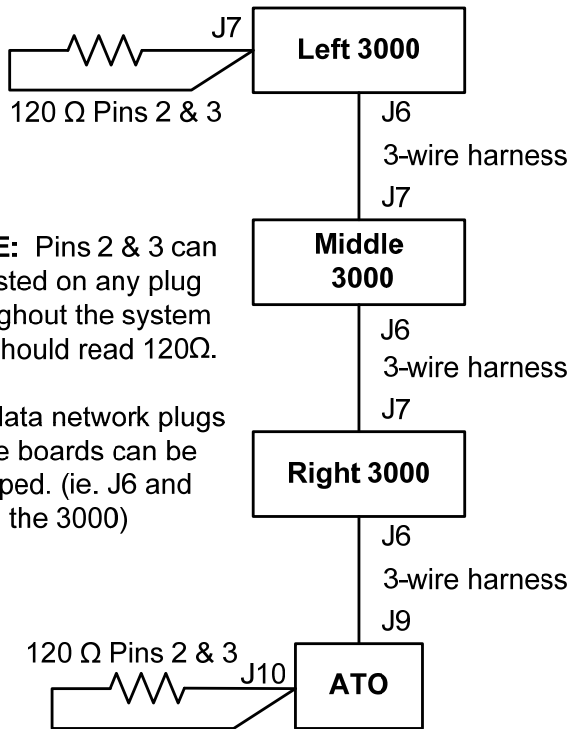 J7
Left 3000
120 Ω Pins 2 & 3
J6
3-wire harness
J7
E: Pins 2 & 3 can
sted on any plug
ghout the system
hould read 120Ω.
Middle
3000
J6
3-wire harness
J7
data network plugs
e boards can be
ped. (ie. J6 and
the 3000)
Right 3000
J6
3-wire harness
J9
120 Ω Pins 2 & 3
J10
ATO